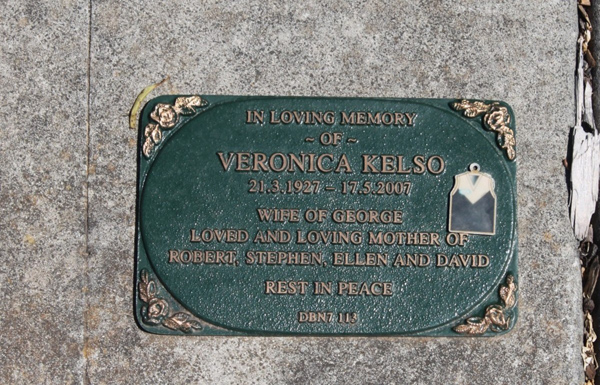 IN LOVING MEMORY
~ OF ~
VERONICA KELSO
21.3.1927 – 17.5.2007
WIFE OF GEORGE
LOVED AND LOVING MOTHER OF
ROBERT, STEPHEN, ELLEN AND DAVID
REST IN PEACE
DBN7 113